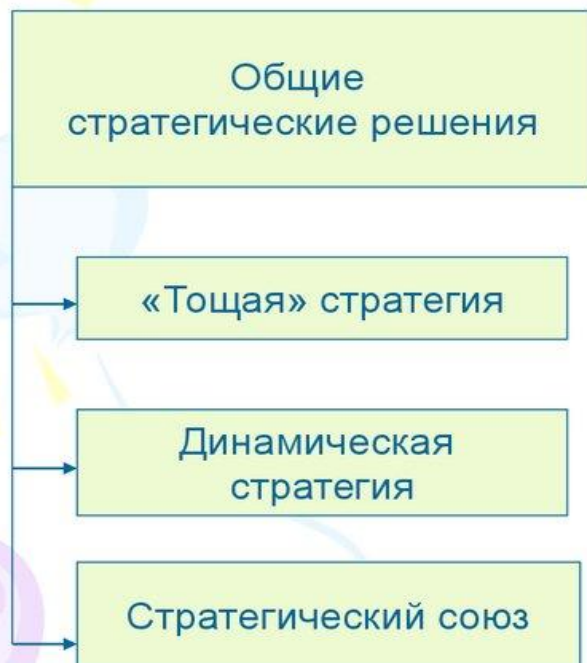 Общие
стратегические решения
«Тощая» стратегия
Динамическая
стратегия
Стратегический союз